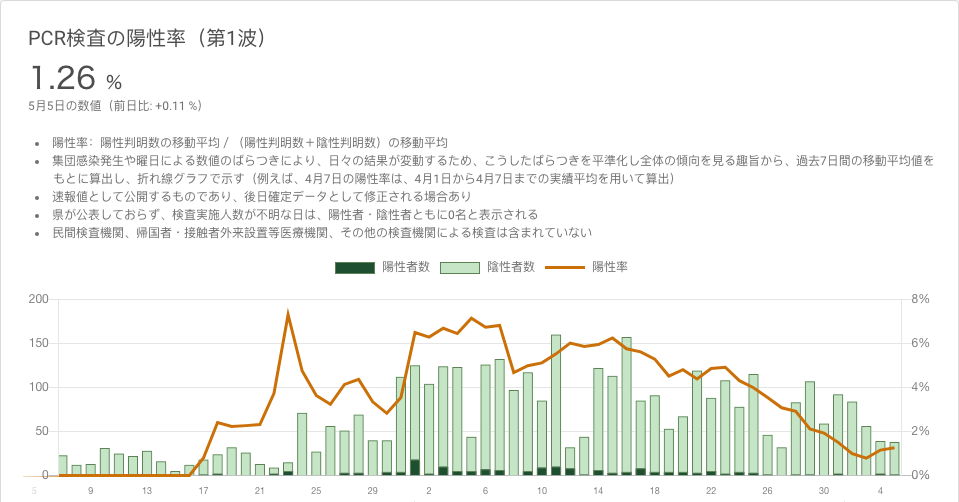 PCR検査の陽性率（第1波）
1.26 %
5月5日の数値（前日比: +0.11 %）
• 陽性率：陽性判明数の移動平均 / （陽性判明数＋陰性判明数）の移動平均
• 集団感染発生や曜日による数値のばらつきにより、日々の結果が変動するため、こうしたばらつきを平準化し全体の傾向を見る趣旨から、過去7日間の移動平均値を
もとに算出し、折れ線グラフで示す（例えば、4月7日の陽性率は、4月1日から4月7日までの実績平均を用いて算出）
• 速報値として公開するものであり、後日確定データとして修正される場合あり
• 県が公表しておらず、検査実施人数が不明な日は、陽性者・陰性者ともに0名と表示される
• 民間検査機関、帰国者・接触者外来設置等医療機関、その他の検査機関による検査は含まれていない
陽性者数 陰性者数 陽性率
200 8%
150 6%
100 4%
50 2%
0 0%
5 9 13 17 21 25 29 2 6 10 14 18 22 26 30 4